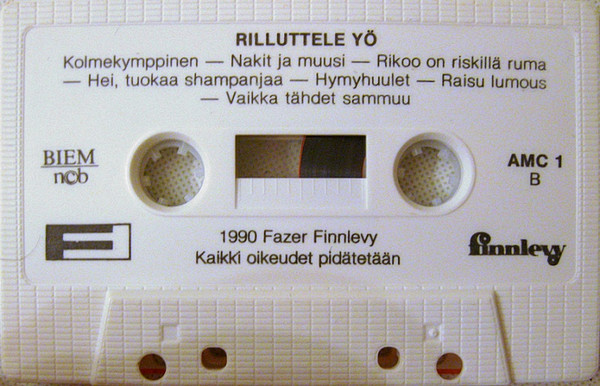 RILLUTTELE YÖ
Kolmekymppinen — Nakit ja muusi — Rikoo on riskillä ruma
— Hei, tuokaa shampanjaa — Hymyhuulet — Raisu lumous
— Vaikka tähdet sammuu
BIEM
ncb
AMC 1
B
1990 Fazer Finnlevy
Kaikki oikeudet pidätetään
finnlevy